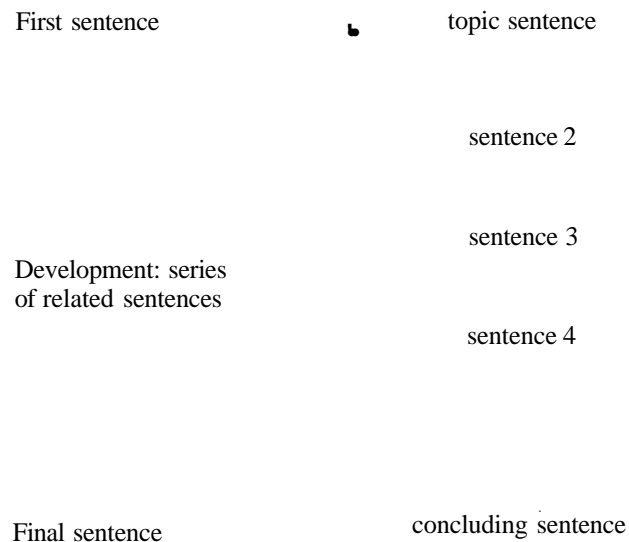 First sentence
topic sentence
sentence 2
sentence 3
Development: series
of related sentences
sentence 4
Final sentence
concluding sentence